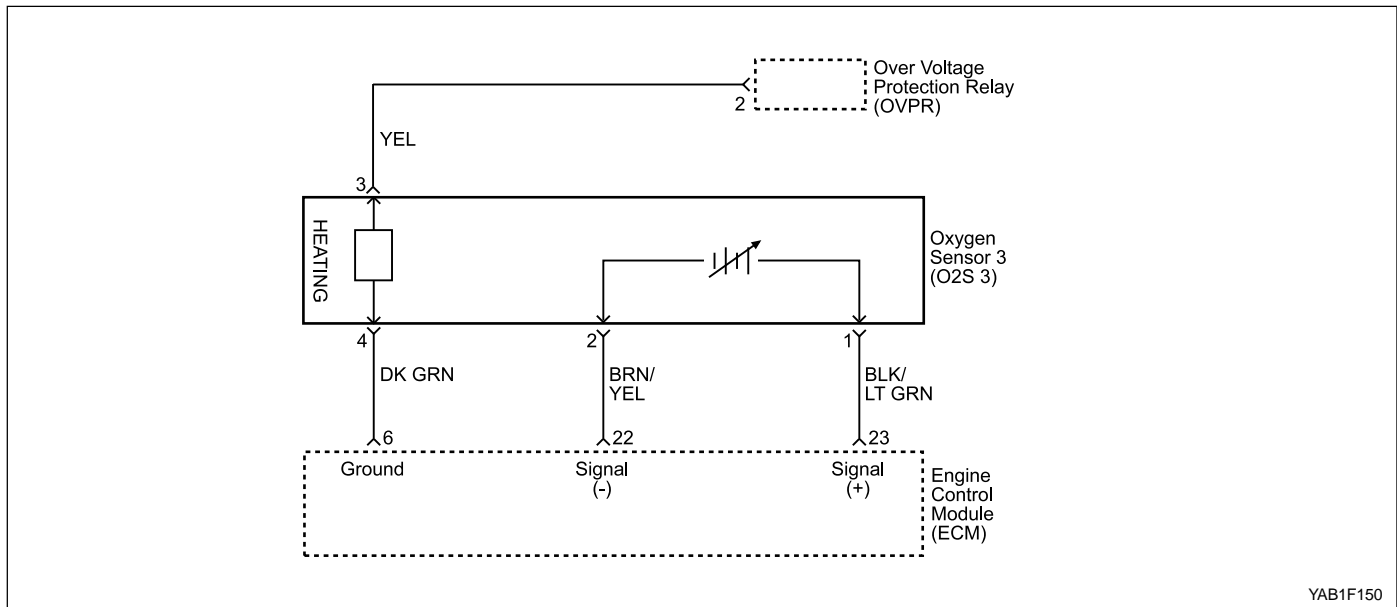 Over Voltage
Protection Relay
(OVPR)
2
YEL
3
HEATING
Oxygen
Sensor 3
(O2S 3)
4
2
1
DK GRN
BRN/
YEL
BLK/
LT GRN
6
22
23
Ground
Signal
(-)
Signal
(+)
Engine
Control
Module
(ECM)
YAB1F150